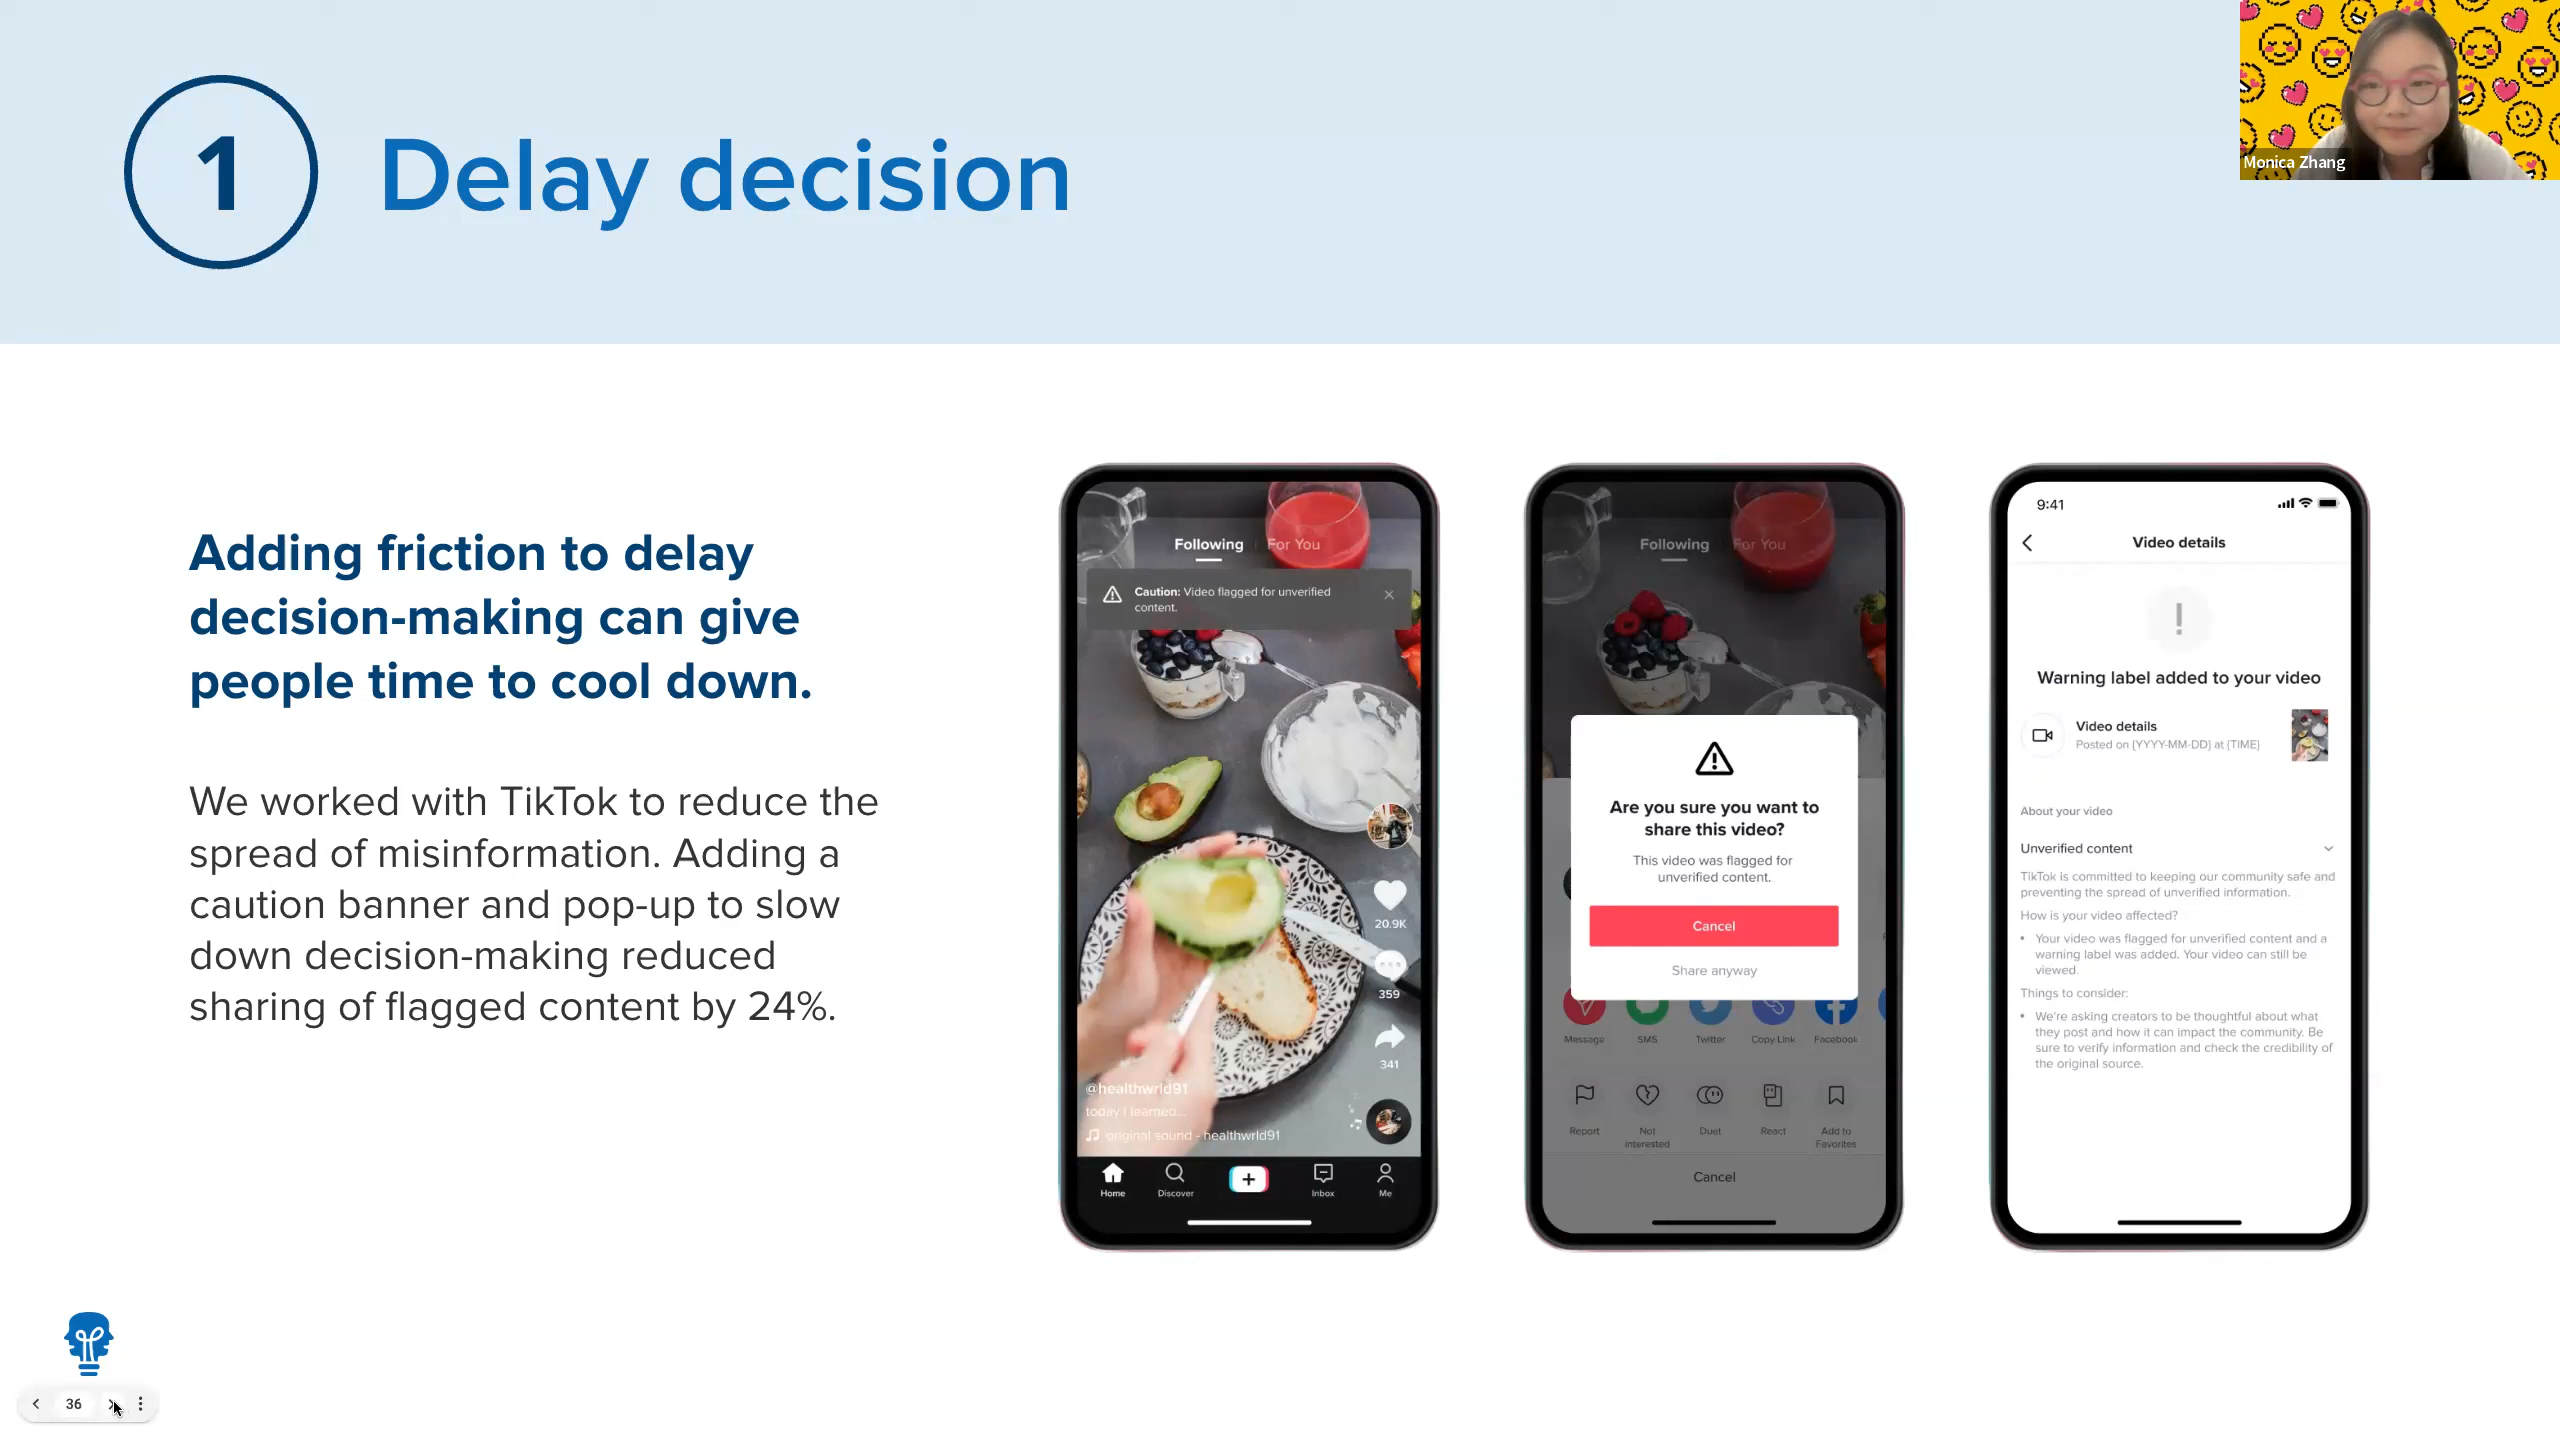 1
Delay decision
Monica Zhang
Adding friction to delay
decision-making can give
people time to cool down.
We worked with TikTok to reduce the
spread of misinformation. Adding a
caution banner and pop-up to slow
down decision-making reduced
sharing of flagged content by 24%.
Following
For You
Caution: Video flagged for unverified
content.
20.9K
359
341
@healthwrld91
today I learned...
original sound - healthwrld91
Home
Discover
Inbox
Me
Following
For You
Are you sure you want to
share this video?
This video was flagged for
unverified content.
Cancel
Share anyway
Message
SMS
Twitter
Copy Link
Facebook
Report
Not
interested
Duet
React
Add to
Favorites
Cancel
9:41
Video details
!
Warning label added to your video
Video details
Posted on [YYYY-MM-DD] at {TIME]
About your video
Unverified content
TikTok is committed to keeping our community safe and
preventing the spread of unverified information.
How is your video affected?
• Your video was flagged for unverified content and a
warning label was added. Your video can still be
viewed.
Things to consider:
• We're asking creators to be thoughtful about what
they post and how it can impact the community. Be
sure to verify information and check the credibility of
the original source.
36